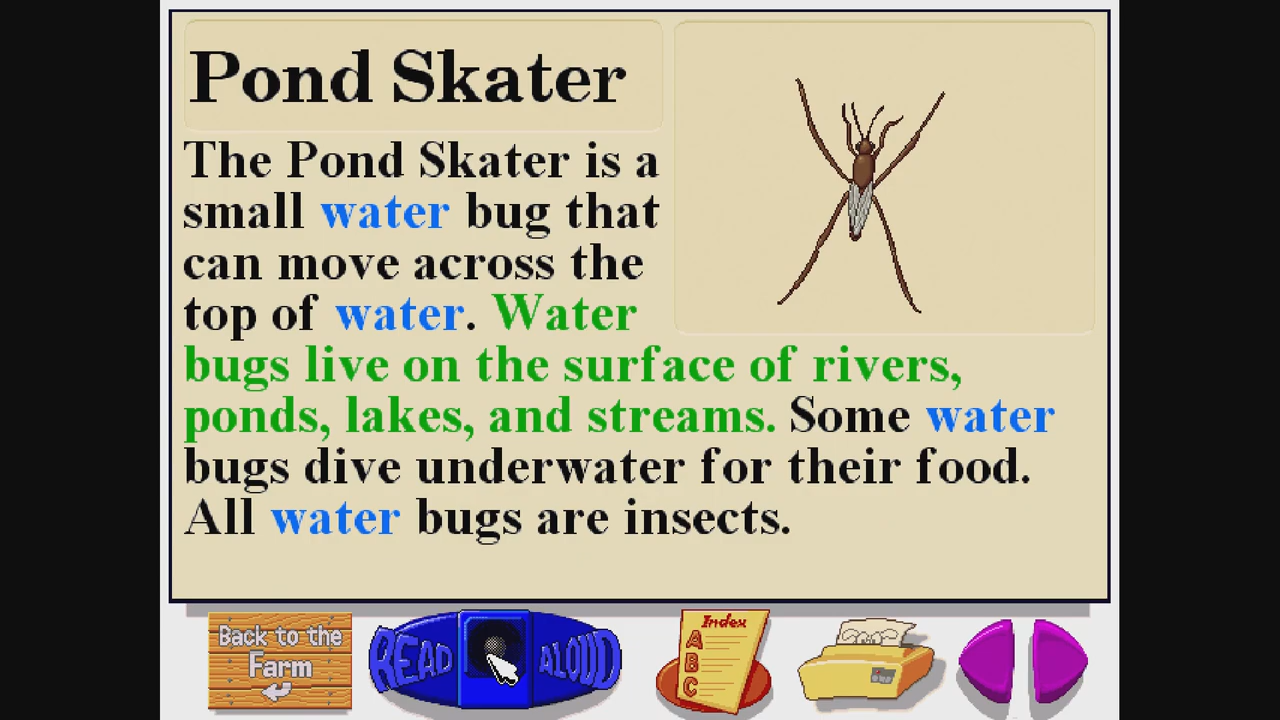 Pond Skater
The Pond Skater is a
small water bug that
can move across the
top of water. Water
bugs live on the surface of rivers,
ponds, lakes, and streams. Some water
bugs dive underwater for their food.
All water bugs are insects.
Back to the
Farm
READ ALOUD
Index
A
B
C